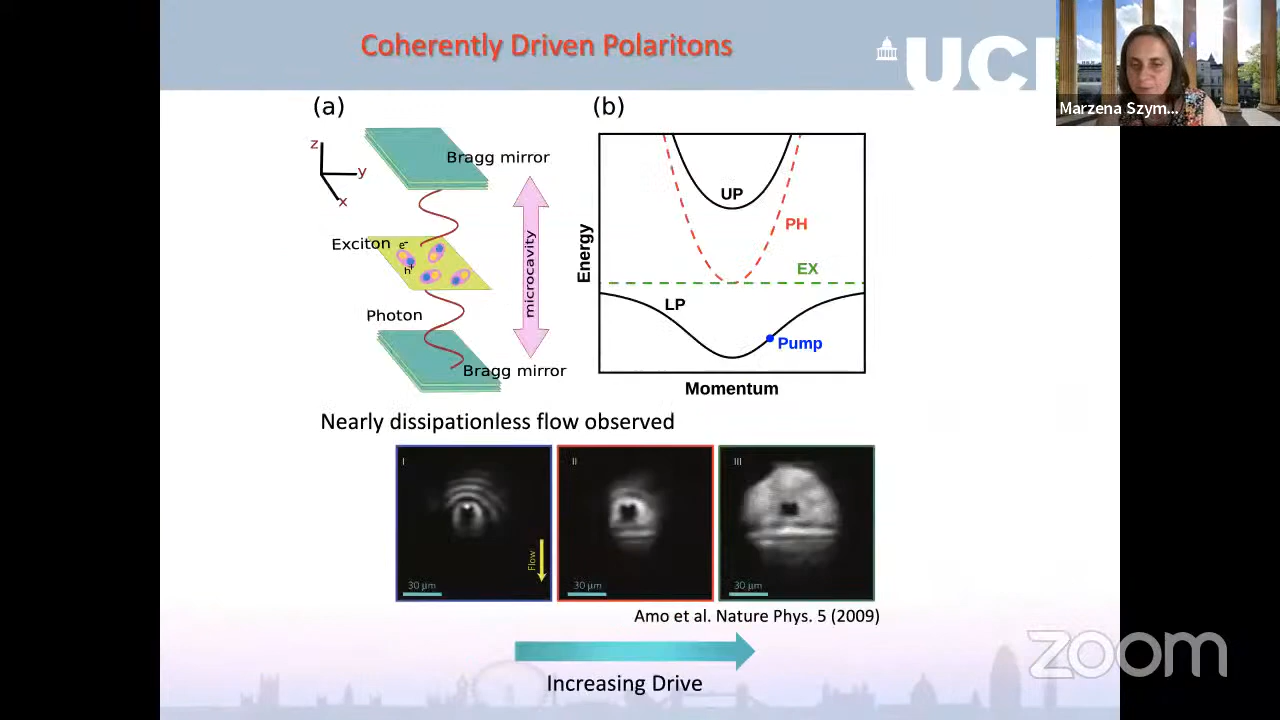 Coherently Driven Polaritons
UCL
Marzena Szym...
(a)
(b)
z
y
x
Bragg mirror
Exciton
e-
h+
microcavity
Photon
Bragg mirror
Energy
UP
PH
EX
LP
Pump
Momentum
Nearly dissipationless flow observed
I
II
III
Flow
30 μm
30 μm
30 μm
Amo et al. Nature Phys. 5 (2009)
Increasing Drive
zoom